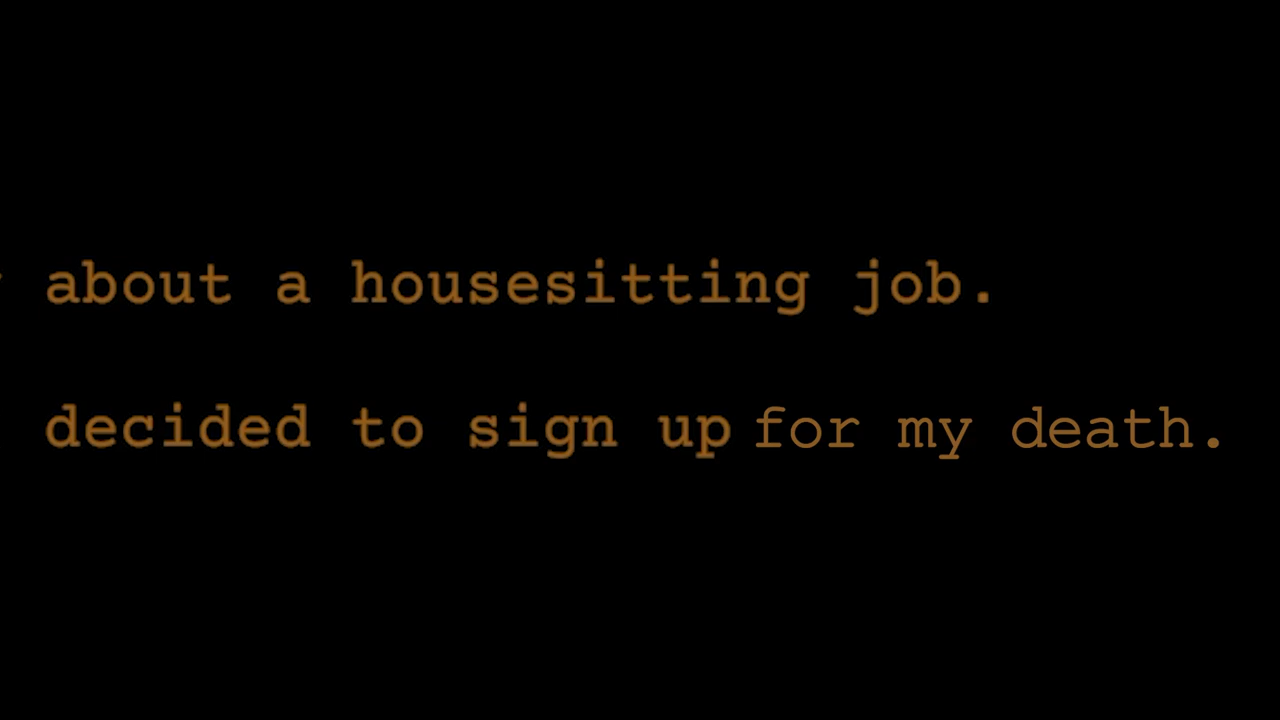 about a housesitting job.
decided to sign up for my death.